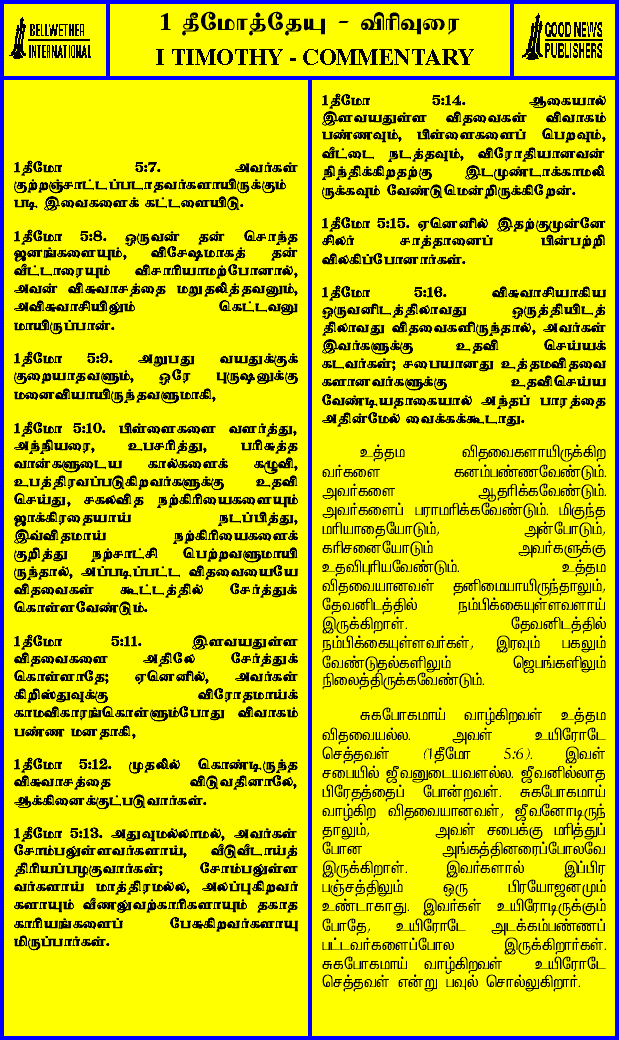 BELLWETHER
INTERNATIONAL
1 தீமோத்தேயு - விரிவுரை
I TIMOTHY - COMMENTARY
GOOD NEWS
PUBLISHERS
1தீமோ 5:7. அவர்கள்
குற்றஞ்சாட்டப்படாதவர்களாயிருக்கும்
படி இவைகளைக் கட்டளையிடு.
1தீமோ 5:8. ஒருவன் தன் சொந்த
ஜனங்களையும், விசேஷமாகத் தன்
வீட்டாரையும் விசாரியாமற்போனால்,
அவன் விசுவாசத்தை மறுதலித்தவனும்,
அவிசுவாசியிலும் கெட்டவனு
மாயிருப்பான்.
1தீமோ 5:9. அறுபது வயதுக்குக்
குறையாதவளும், ஒரே புருஷனுக்கு
மனைவியாயிருந்தவளுமாகி,
1தீமோ 5:10. பிள்ளைகளை வளர்த்து,
அந்நியரை, உபசரித்து, பரிசுத்த
வான்களுடைய கால்களைக் கழுவி,
உபத்திரவப்படுகிறவர்களுக்கு உதவி
செய்து, சகலவித நற்கிரியைகளையும்
ஜாக்கிரதையாய் நடப்பித்து,
இவ்விதமாய் நற்கிரியைகளைக்
குறித்து நற்சாட்சி பெற்றவளுமாயி
ருந்தால், அப்படிப்பட்ட விதவையையே
விதவைகள் கூட்டத்தில் சேர்த்துக்
கொள்ளவேண்டும்.
1தீமோ 5:11. இளவயதுள்ள
விதவைகளை அதிலே சேர்த்துக்
கொள்ளாதே; ஏனெனில், அவர்கள்
கிறிஸ்துவுக்கு விரோதமாய்க்
காமவிகாரங்கொள்ளும்போது விவாகம்
பண்ண மனதாகி,
1தீமோ 5:12. முதலில் கொண்டிருந்த
விசுவாசத்தை விடுவதினாலே,
ஆக்கினைக்குட்படுவார்கள்.
1தீமோ 5:13. அதுவுமல்லாமல், அவர்கள்
சோம்பலுள்ளவர்களாய், வீடுவீடாய்த்
திரியப்பழகுவார்கள்; சோம்பலுள்ள
வர்களாய் மாத்திரமல்ல, அலப்புகிறவர்
களாயும் வீணலுவற்காரிகளாயும் தகாத
காரியங்களைப் பேசுகிறவர்களாயு
மிருப்பார்கள்.
1தீமோ 5:14. ஆகையால்
இளவயதுள்ள விதவைகள் விவாகம்
பண்ணவும், பிள்ளைகளைப் பெறவும்,
வீட்டை நடத்தவும், விரோதியானவன்
நிந்திக்கிறதற்கு இடமுண்டாக்காமலி
ருக்கவும் வேண்டுமென்றிருக்கிறேன்.
1தீமோ 5:15. ஏனெனில் இதற்குமுன்னே
சிலர் சாத்தானைப் பின்பற்றி
விலகிப்போனார்கள்.
1தீமோ 5:16. விசுவாசியாகிய
ஒருவனிடத்திலாவது ஒருத்தியிடத்
திலாவது விதவைகளிருந்தால், அவர்கள்
இவர்களுக்கு உதவி செய்யக்
கடவர்கள்; சபையானது உத்தமவிதவை
களானவர்களுக்கு உதவிசெய்ய
வேண்டியதாகையால் அந்தப் பாரத்தை
அதின்மேல் வைக்கக்கூடாது.
உத்தம விதவைகளாயிருக்கிற
வர்களை கனம்பண்ணவேண்டும்.
அவர்களை ஆதரிக்கவேண்டும்.
அவர்களைப் பராமரிக்கவேண்டும். மிகுந்த
மரியாதையோடும், அன்போடும்,
கரிசனையோடும் அவர்களுக்கு
உதவிபுரியவேண்டும். உத்தம
விதவையானவள் தனிமையாயிருந்தாலும்,
தேவனிடத்தில் நம்பிக்கையுள்ளவளாய்
இருக்கிறாள். தேவனிடத்தில்
நம்பிக்கையுள்ளவர்கள், இரவும் பகலும்
வேண்டுதல்களிலும் ஜெபங்களிலும்
நிலைத்திருக்கவேண்டும்.
சுகபோகமாய் வாழ்கிறவள் உத்தம
விதவையல்ல. அவள் உயிரோடே
செத்தவள் (1தீமோ 5:6). இவள்
சபையில் ஜீவனுடையவளல்ல. ஜீவனில்லாத
பிரேதத்தைப் போன்றவள். சுகபோகமாய்
வாழ்கிற விதவையானவள், ஜீவனோடிருந்
தாலும், அவள் சபைக்கு மரித்துப்
போன அங்கத்தினரைப்போலவே
இருக்கிறாள். இவர்களால் இப்பிர
பஞ்சத்திலும் ஒரு பிரயோஜனமும்
உண்டாகாது. இவர்கள் உயிரோடிருக்கும்
போதே, உயிரோடே அடக்கம்பண்ணப்
பட்டவர்களைப்போல இருக்கிறார்கள்.
சுகபோகமாய் வாழ்கிறவள் உயிரோடே
செத்தவள் என்று பவுல் சொல்லுகிறார்.